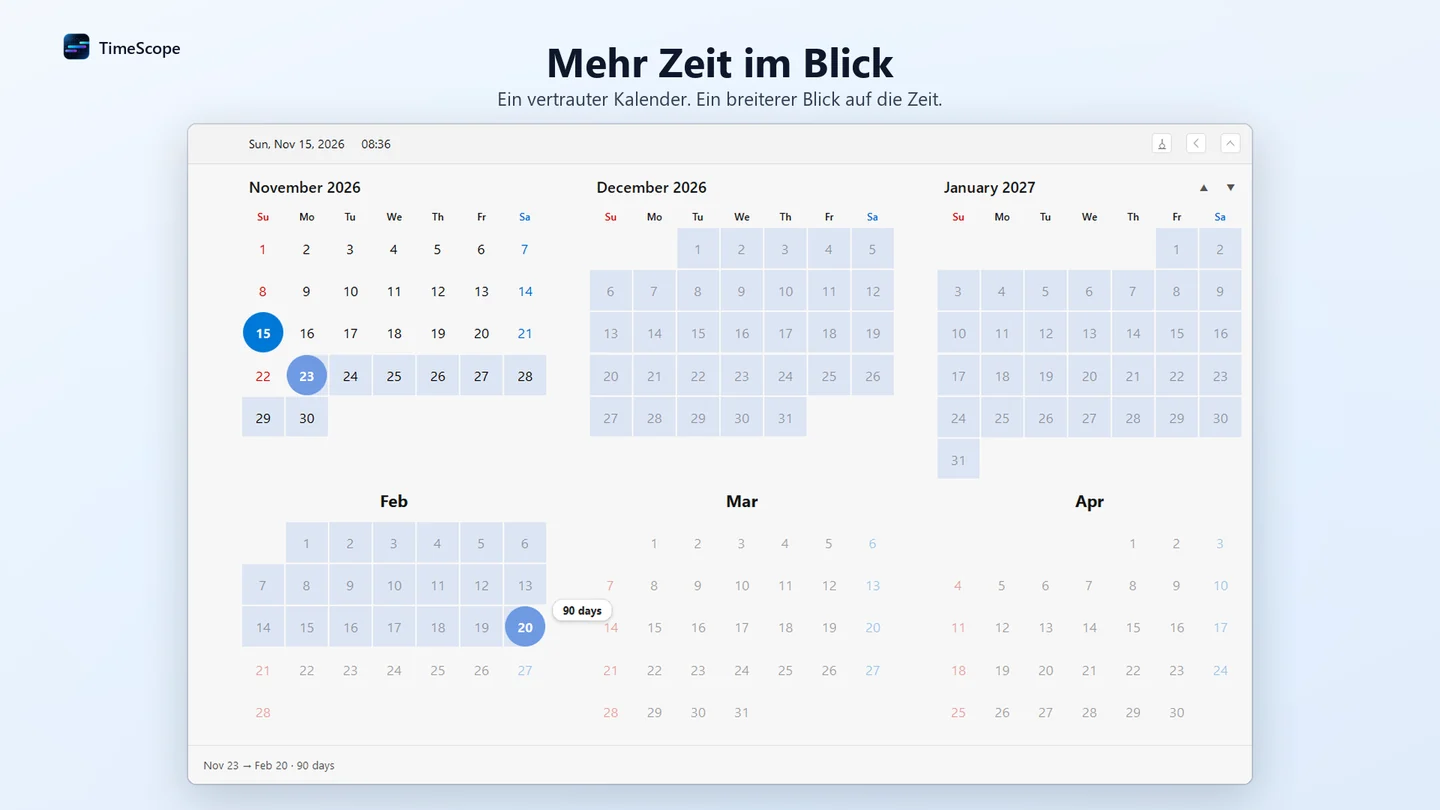 TimeScope
Mehr Zeit im Blick
Ein vertrauter Kalender. Ein breiterer Blick auf die Zeit.
Sun, Nov 15, 2026 08:36
November 2026 December 2026 January 2027 ▲ ▼
Su Mo Tu We Th Fr Sa Su Mo Tu We Th Fr Sa Su Mo Tu We Th Fr Sa
1 2 3 4 5 6 7 1 2 3 4 5 1 2
8 9 10 11 12 13 14 6 7 8 9 10 11 12 3 4 5 6 7 8 9
15 16 17 18 19 20 21 13 14 15 16 17 18 19 10 11 12 13 14 15 16
22 23 24 25 26 27 28 20 21 22 23 24 25 26 17 18 19 20 21 22 23
29 30 27 28 29 30 31 24 25 26 27 28 29 30
31
Feb Mar Apr
1 2 3 4 5 6 1 2 3 4 5 6 1 2 3
7 8 9 10 11 12 13 7 8 9 10 11 12 13 4 5 6 7 8 9 10
90 days
14 15 16 17 18 19 20 14 15 16 17 18 19 20 11 12 13 14 15 16 17
21 22 23 24 25 26 27 21 22 23 24 25 26 27 18 19 20 21 22 23 24
28 28 29 30 31 25 26 27 28 29 30
Nov 23 → Feb 20 · 90 days